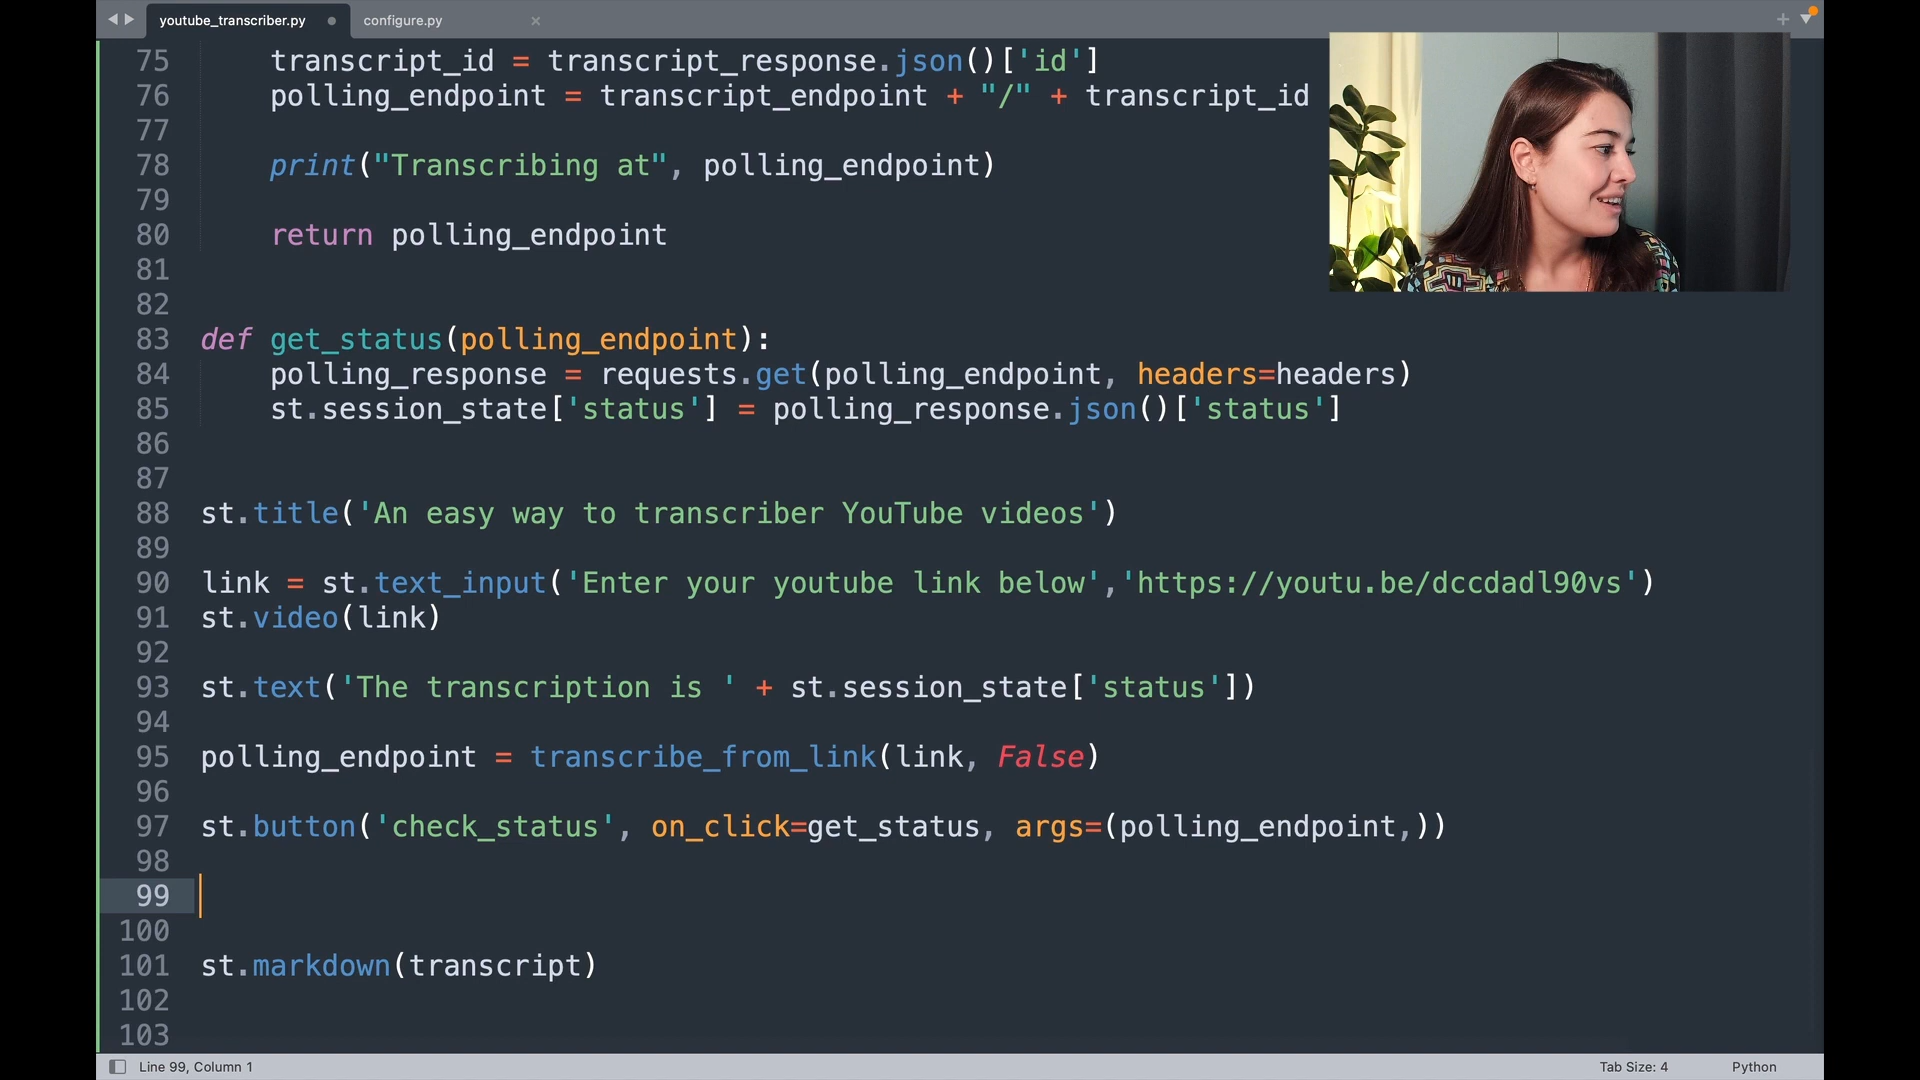 youtube_transcriber.py
configure.py
75 transcript_id = transcript_response.json()['id']
76 polling_endpoint = transcript_endpoint + "/" + transcript_id
77
78 print("Transcribing at", polling_endpoint)
79
80 return polling_endpoint
81
82
83 def get_status(polling_endpoint):
84 polling_response = requests.get(polling_endpoint, headers=headers)
85 st.session_state['status'] = polling_response.json()['status']
86
87
88 st.title('An easy way to transcriber YouTube videos')
89
90 link = st.text_input('Enter your youtube link below','https://youtu.be/dccdadl90vs')
91 st.video(link)
92
93 st.text('The transcription is ' + st.session_state['status'])
94
95 polling_endpoint = transcribe_from_link(link, False)
96
97 st.button('check_status', on_click=get_status, args=(polling_endpoint,))
98
99
100
101 st.markdown(transcript)
102
103
Line 99, Column 1
Tab Size: 4
Python